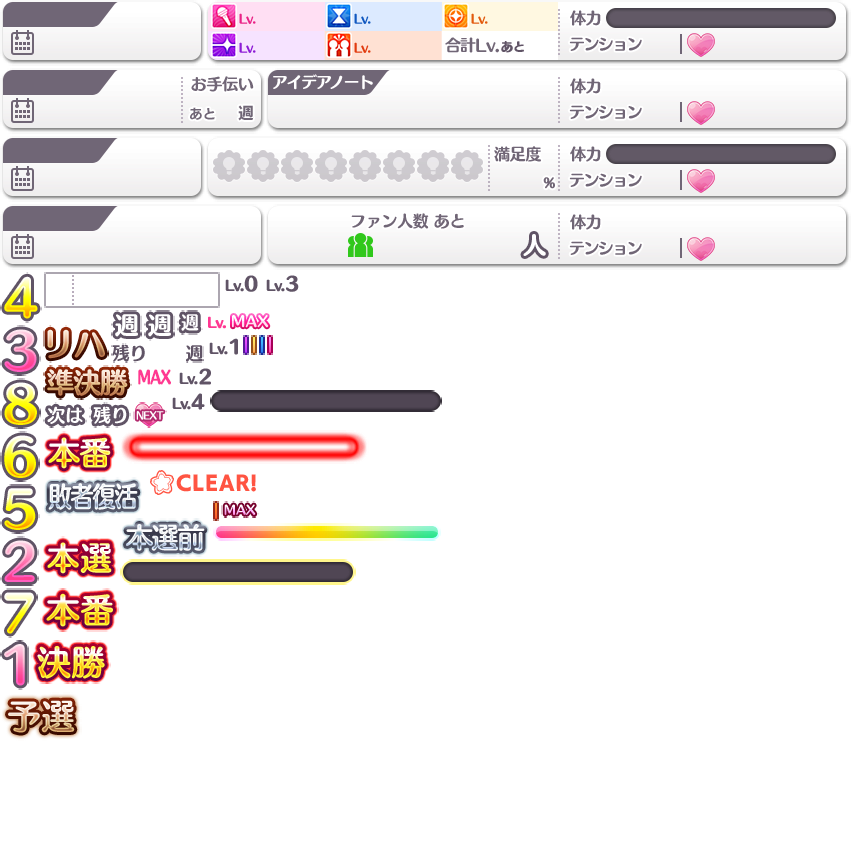 Lv. Lv. Lv. 体力
Lv. Lv. 合計Lv.あと テンション
お手伝い アイデアノート 体力
あと 週 テンション
満足度 体力
% テンション
ファン人数 あと 体力
人 テンション
4 Lv.0 Lv.3
週 週 週 Lv. MAX
3 リハ 残り 週 Lv.1
準決勝 MAX Lv.2
8 次は 残り NEXT Lv.4
6 本番
5 敗者復活 CLEAR!
MAX
本選前
2 本選
7 本番
1 決勝
予選